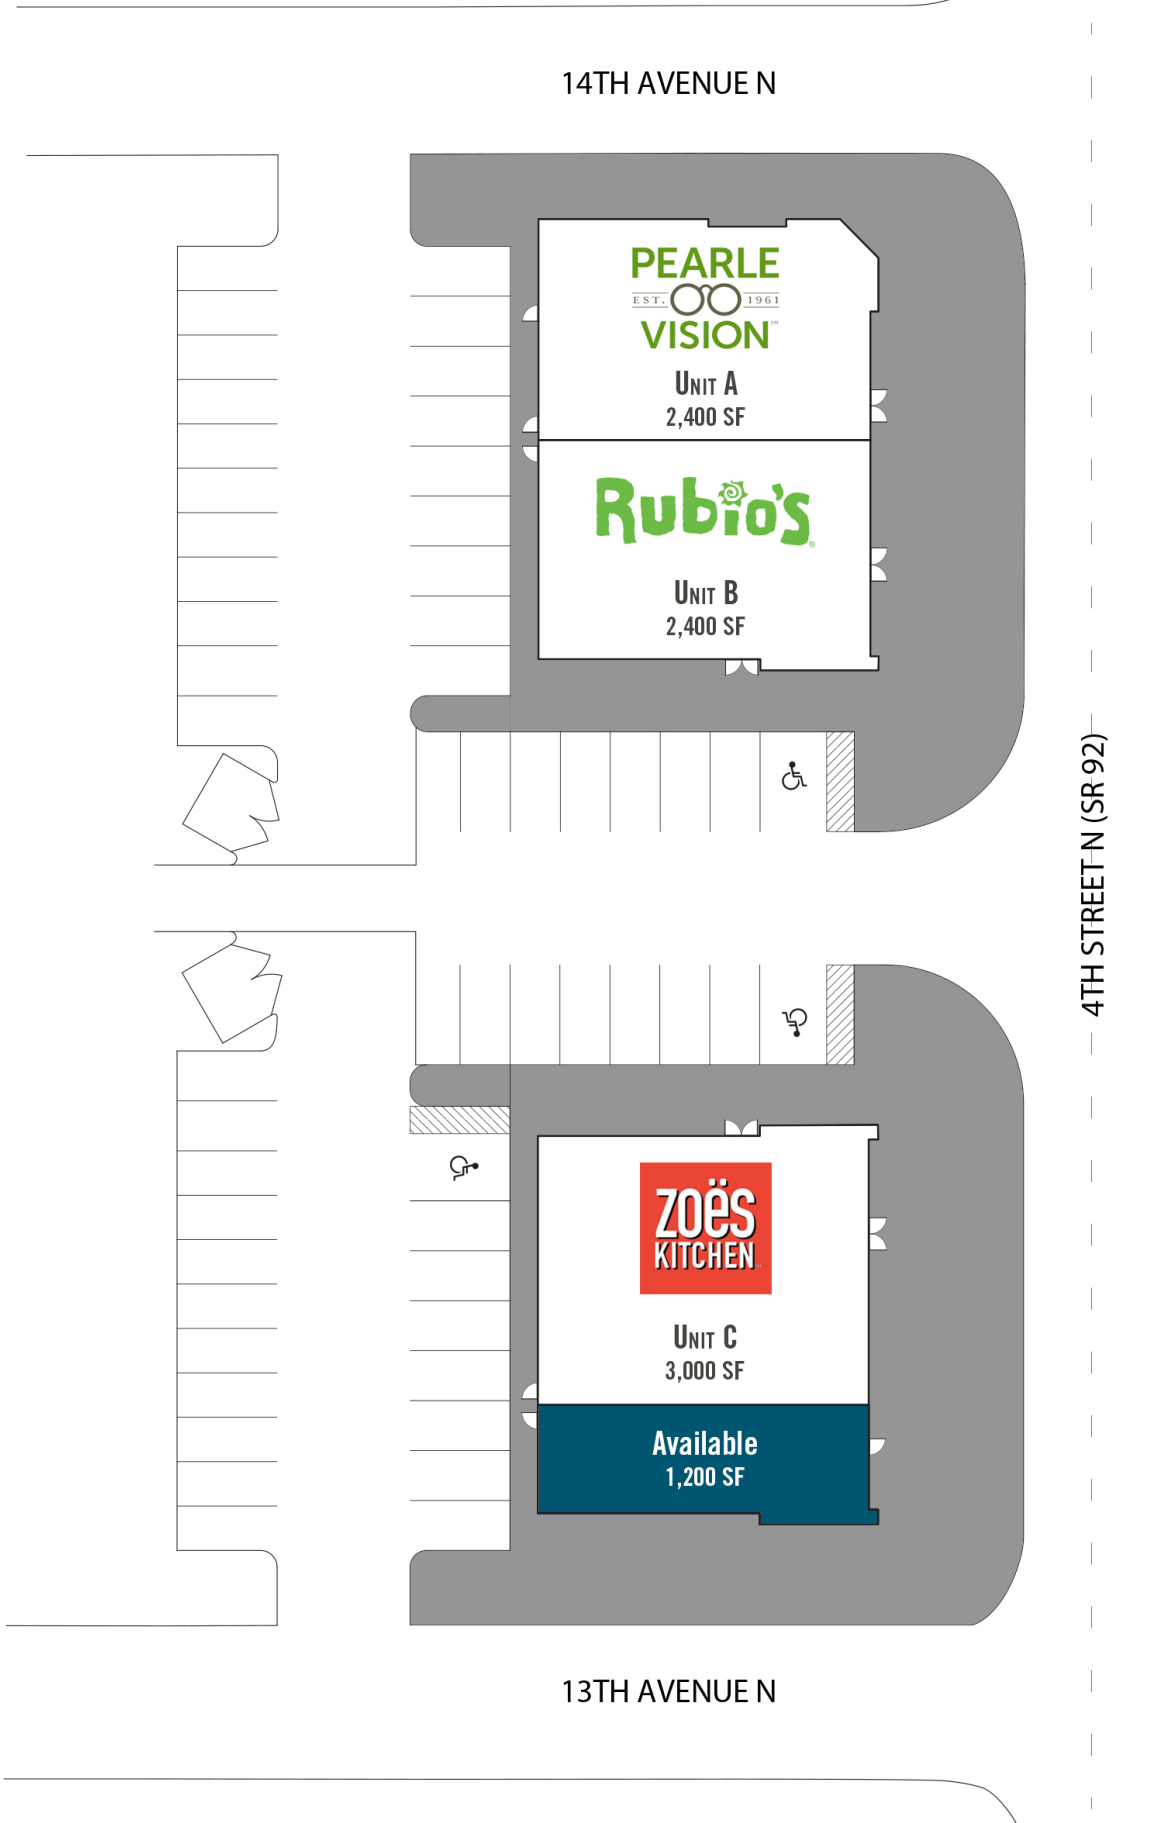 14TH AVENUE N
PEARLE
EST. 1961
VISION℠
UNIT A
2,400 SF
RUBIO'S®
UNIT B
2,400 SF
4TH STREET N (SR 92)
ZOËS
KITCHEN
UNIT C
3,000 SF
Available
1,200 SF
13TH AVENUE N